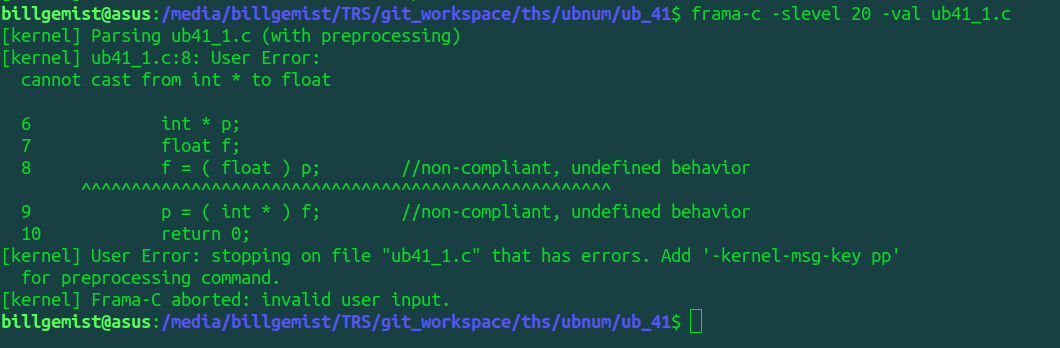 billgemist@asus:/media/billgemist/TRS/git_workspace/ths/ubnum/ub_41$ frama-c -slevel 20 -val ub41_1.c
[kernel] Parsing ub41_1.c (with preprocessing)
[kernel] ub41_1.c:8: User Error:
  cannot cast from int * to float

  6             int * p;
  7             float f;
  8             f = ( float ) p;        //non-compliant, undefined behavior
        ^^^^^^^^^^^^^^^^^^^^^^^^^^^^^^^^^^^^^^^^^^^^^^^^^^^^^
  9             p = ( int * ) f;        //non-compliant, undefined behavior
  10            return 0;
[kernel] User Error: stopping on file "ub41_1.c" that has errors. Add '-kernel-msg-key pp'
  for preprocessing command.
[kernel] Frama-C aborted: invalid user input.
billgemist@asus:/media/billgemist/TRS/git_workspace/ths/ubnum/ub_41$